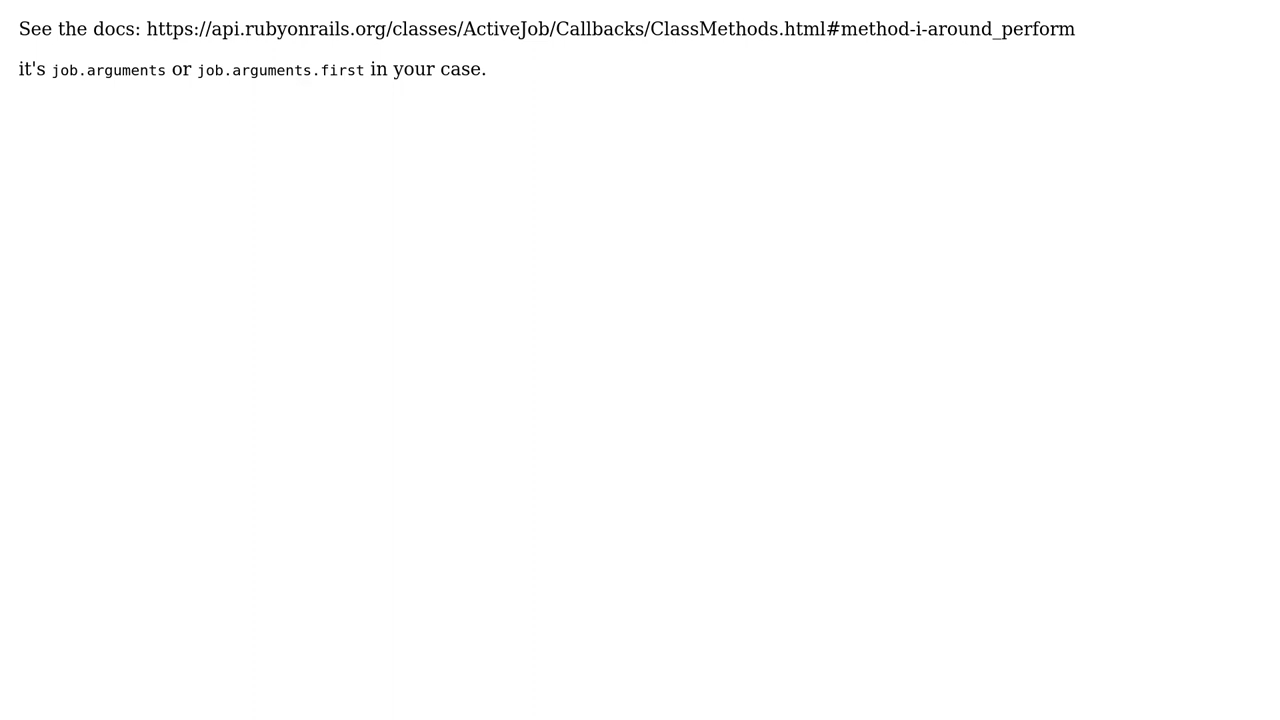 See the docs: https://api.rubyonrails.org/classes/ActiveJob/Callbacks/ClassMethods.html#method-i-around_perform
it's job.arguments or job.arguments.first in your case.